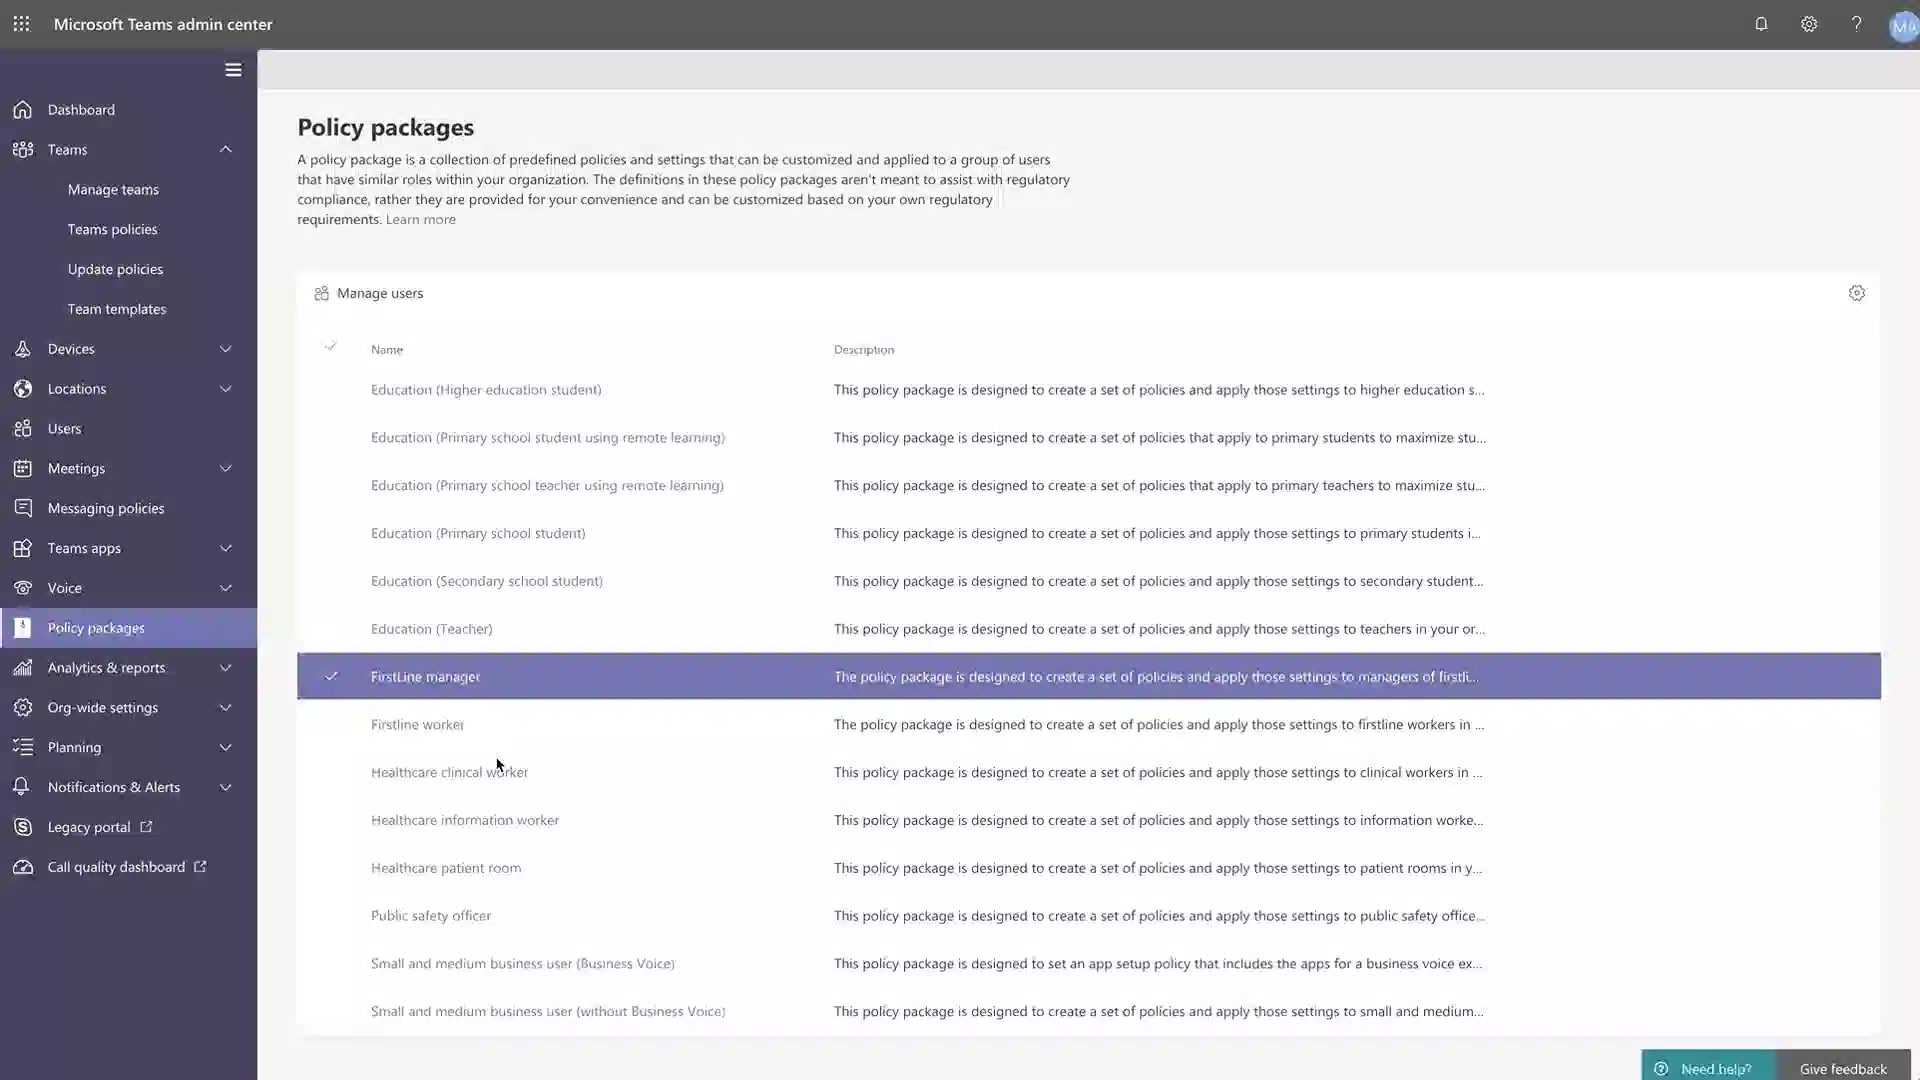 Microsoft Teams admin center
MA
Dashboard
Teams
Manage teams
Teams policies
Update policies
Team templates
Devices
Locations
Users
Meetings
Messaging policies
Teams apps
Voice
Policy packages
Analytics & reports
Org-wide settings
Planning
Notifications & Alerts
Legacy portal
Call quality dashboard
Policy packages
A policy package is a collection of predefined policies and settings that can be customized and applied to a group of users
that have similar roles within your organization. The definitions in these policy packages aren't meant to assist with regulatory
compliance, rather they are provided for your convenience and can be customized based on your own regulatory
requirements. Learn more
Manage users
Name Description
Education (Higher education student) This policy package is designed to create a set of policies and apply those settings to higher education s...
Education (Primary school student using remote learning) This policy package is designed to create a set of policies that apply to primary students to maximize stu...
Education (Primary school teacher using remote learning) This policy package is designed to create a set of policies that apply to primary teachers to maximize stu...
Education (Primary school student) This policy package is designed to create a set of policies and apply those settings to primary students i...
Education (Secondary school student) This policy package is designed to create a set of policies and apply those settings to secondary student...
Education (Teacher) This policy package is designed to create a set of policies and apply those settings to teachers in your or...
FirstLine manager The policy package is designed to create a set of policies and apply those settings to managers of firstli...
Firstline worker The policy package is designed to create a set of policies and apply those settings to firstline workers in ...
Healthcare clinical worker This policy package is designed to create a set of policies and apply those settings to clinical workers in ...
Healthcare information worker This policy package is designed to create a set of policies and apply those settings to information worke...
Healthcare patient room This policy package is designed to create a set of policies and apply those settings to patient rooms in y...
Public safety officer This policy package is designed to create a set of policies and apply those settings to public safety office...
Small and medium business user (Business Voice) This policy package is designed to set an app setup policy that includes the apps for a business voice ex...
Small and medium business user (without Business Voice) This policy package is designed to create a set of policies and apply those settings to small and medium...
Need help? Give feedback